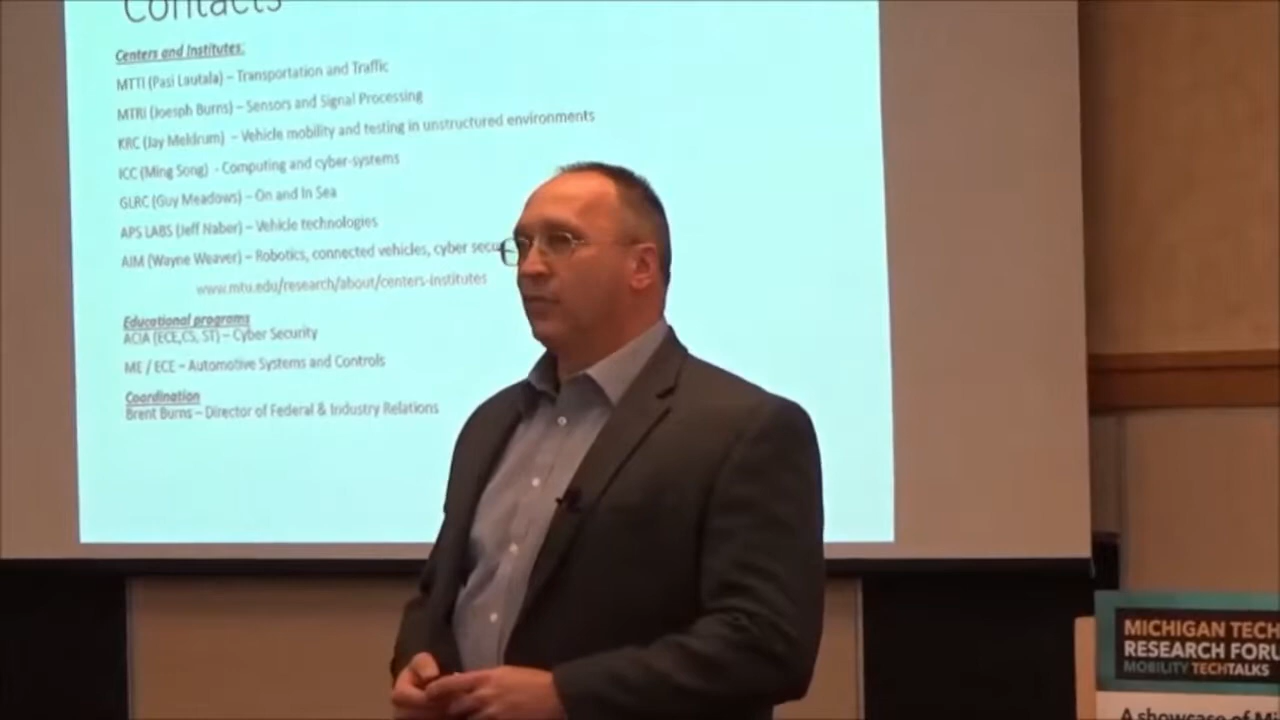 Contacts
Centers and Institutes:
MTTI (Pasi Lautala) – Transportation and Traffic
MTRI (Joesph Burns) – Sensors and Signal Processing
KRC (Jay Meldrum) – Vehicle mobility and testing in unstructured environments
ICC (Ming Song) - Computing and cyber-systems
GLRC (Guy Meadows) – On and In Sea
APS LABS (Jeff Naber) – Vehicle technologies
AIM (Wayne Weaver) – Robotics, connected vehicles, cyber secu
www.mtu.edu/research/about/centers-institutes
Educational programs
ACIA (ECE,CS, ST) – Cyber Security
ME / ECE – Automotive Systems and Controls
Coordination
Brent Burns – Director of Federal & Industry Relations
MICHIGAN TECH
RESEARCH FORU
MOBILITY TECHTALKS
A showcase of Mi